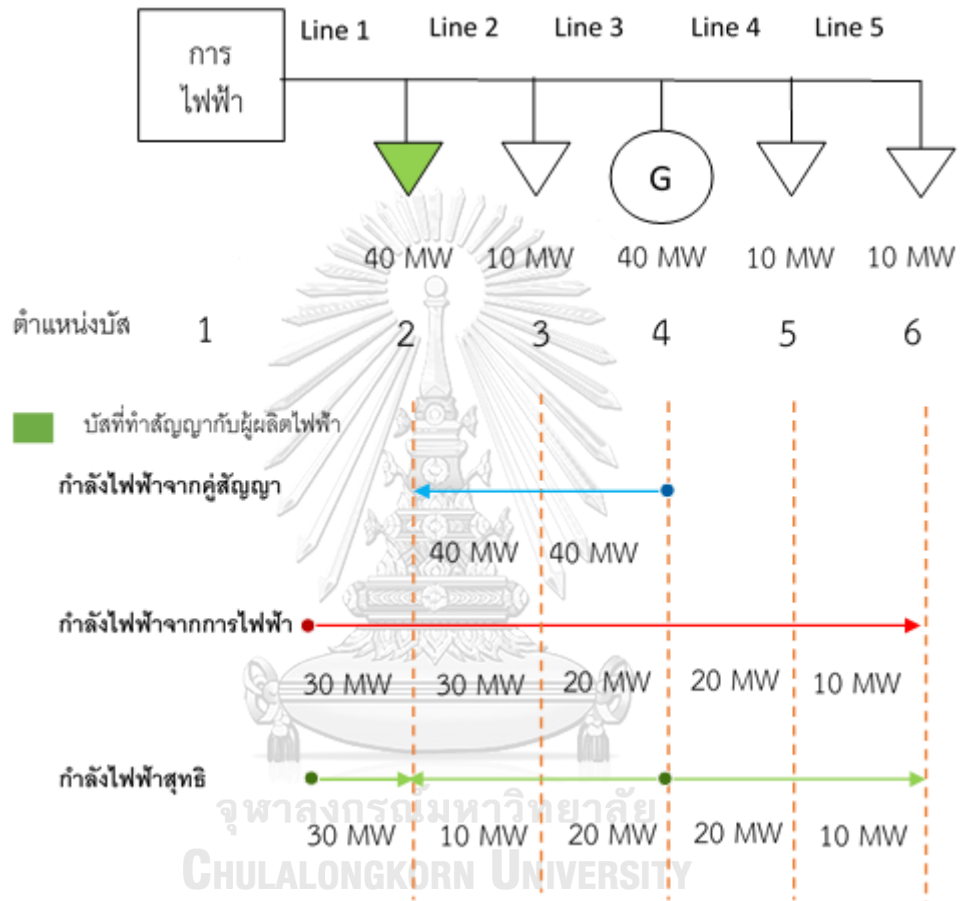 Line 1 Line 2 Line 3 Line 4 Line 5
การ
ไฟฟ้า
G
40 MW 10 MW 40 MW 10 MW 10 MW
ตำแหน่งบัส 1 2 3 4 5 6
บัสที่ทำสัญญากับผู้ผลิตไฟฟ้า
กำลังไฟฟ้าจากคู่สัญญา
40 MW 40 MW
กำลังไฟฟ้าจากการไฟฟ้า
30 MW 30 MW 20 MW 20 MW 10 MW
กำลังไฟฟ้าสุทธิ
30 MW 10 MW 20 MW 20 MW 10 MW
จุฬาลงกรณ์มหาวิทยาลัย
CHULALONGKORN UNIVERSITY